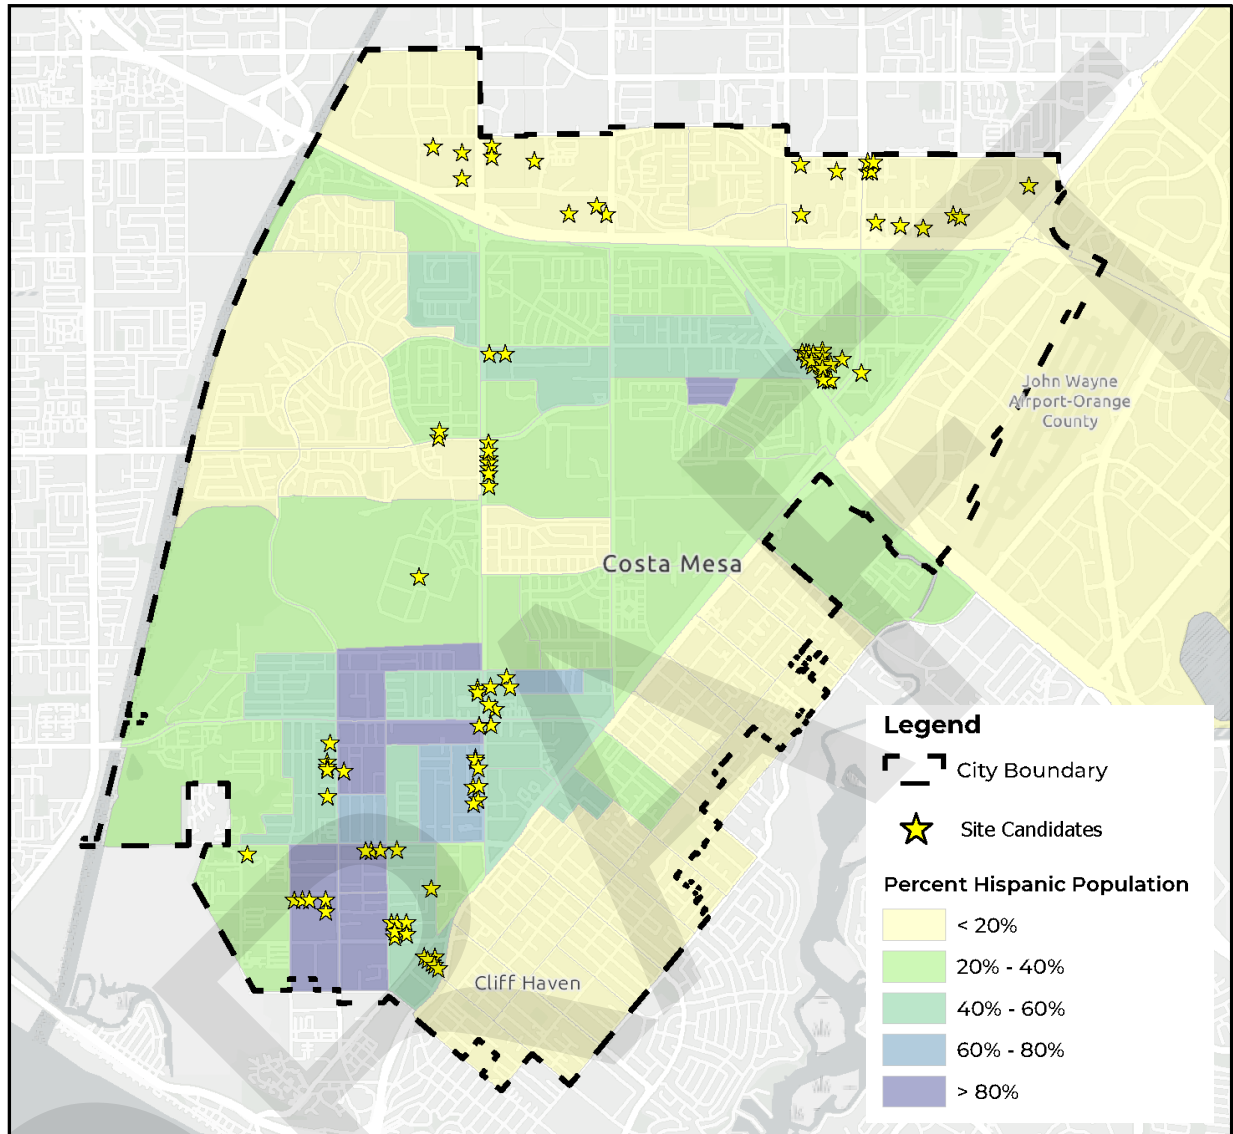 John Wayne
Airport-Orange
County
Costa Mesa
Cliff Haven
Legend
City Boundary
Site Candidates
Percent Hispanic Population
< 20%
20% - 40%
40% - 60%
60% - 80%
> 80%
DRAFT